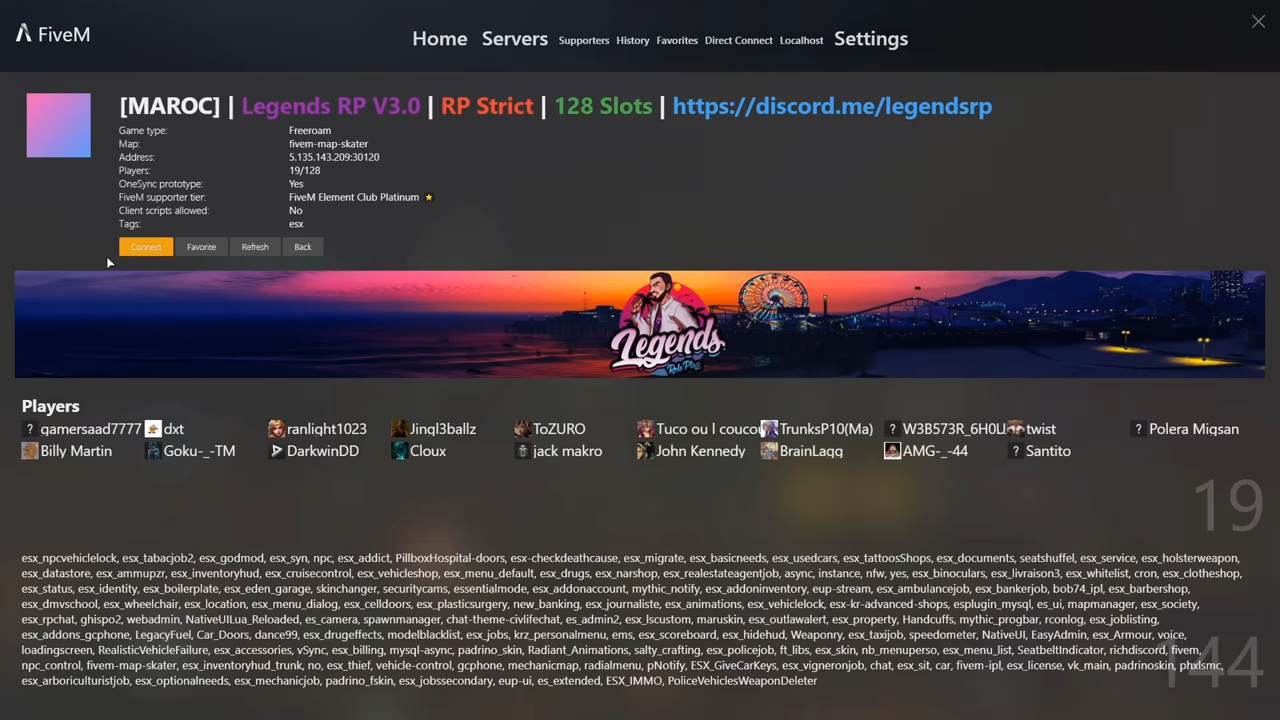 FiveM
Home Servers Supporters History Favorites Direct Connect Localhost Settings
[MAROC] | Legends RP V3.0 | RP Strict | 128 Slots | https://discord.me/legendsrp
Game type: Freeroam
Map: fivem-map-skater
Address: 5.135.143.209:30120
Players: 19/128
OneSync prototype: Yes
FiveM supporter tier: FiveM Element Club Platinum
Client scripts allowed: No
Tags: esx
Connect Favorite Refresh Back
Legends
Role Play
Players
gamersaad7777 dxt ranlight1023 Jinql3ballz ToZURO Tuco ou l coucou TrunksP10(Ma) W3B573R_6H0 twist Polera Migsan
Billy Martin Goku-_-TM DarkwinDD Cloux jack makro John Kennedy BrainLagg AMG-_-44 Santito
19
esx_npcvehiclelock, esx_tabacjob2, esx_godmod, esx_syn, npc, esx_addict, PillboxHospital-doors, esx-checkdeathcause, esx_migrate, esx_basicneeds, esx_usedcars, esx_tattosShops, esx_documents, seatshuffel, esx_service, esx_holsterweapon,
esx_datastore, esx_ammupzr, esx_inventoryhud, esx_cruisecontrol, esx_vehicleshop, esx_menu_default, esx_drugs, esx_narshop, esx_realestateagentjob, async, instance, nfw, yes, esx_binoculars, esx_livraison3, esx_whitelist, cron, esx_clotheshop,
esx_status, esx_identity, esx_boilerplate, esx_eden_garage, skinchanger, securitycams, essentialmode, esx_addonaccount, mythic_notify, esx_addoninventory, eup-stream, esx_ambulancejob, esx_bankerjob, bob74_ipl, esx_barbershop,
esx_dmvschool, esx_wheelchair, esx_location, esx_menu_dialog, esx_celldoors, esx_plasticsurgery, new_banking, esx_journaliste, esx_animations, esx_vehiclelock, esx-kr-advanced-shops, esplugin_mysql, es_ui, mapmanager, esx_society,
esx_rpchat, ghispo2, webadmin, NativeUILua_Reloaded, es_camera, spawnmanager, chat-theme-civlifechat, es_admin2, esx_lscustom, maruskin, esx_outlawalert, esx_property, Handcuffs, mythic_progbar, rconlog, esx_joblisting,
esx_addons_gcphone, LegacyFuel, Car_Doors, dance99, esx_drugeffects, modelblacklist, esx_jobs, krz_personalmenu, ems, esx_scoreboard, esx_hidehud, Weaponry, esx_taxijob, speedometer, NativeUI, EasyAdmin, esx_Armour, voice,
loadingscreen, RealisticVehicleFailure, esx_accessories, vSync, esx_billing, mysql-async, padrino_skin, Radiant_Animations, salty_crafting, esx_policejob, ft_libs, esx_skin, nb_menuperso, esx_menu_list, SeatbeltIndicator, richdiscord, fivem,
npc_control, fivem-map-skater, esx_inventoryhud_trunk, no, esx_thief, vehicle-control, gcphone, mechanicmap, radialmenu, pNotify, ESX_GiveCarKeys, esx_vigneronjob, chat, esx_sit, car, fivem-ipl, esx_license, vk_main, padrinoskin, phxlsmc,
esx_arboriculturistjob, esx_optionalneeds, esx_mechanicjob, padrino_fskin, esx_jobssecondary, eup-ui, es_extended, ESX_IMMO, PoliceVehiclesWeaponDeleter
144